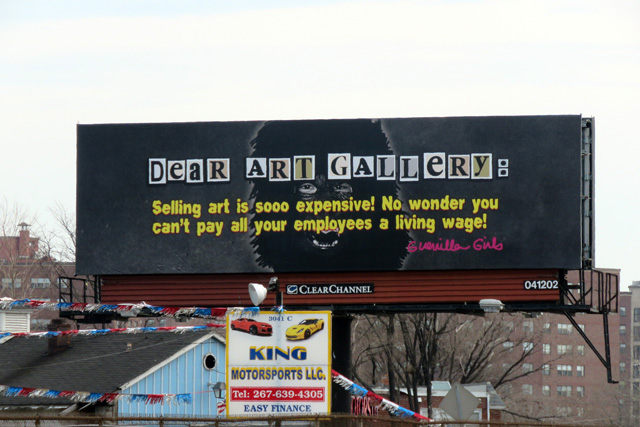 Dear ART GALLERY:
Selling art is sooo expensive! No wonder you
can't pay all your employees a living wage!
Guerrilla Girls
CLEARCHANNEL
041202
3041 C
KING
MOTORSPORTS LLC.
Tel: 267-639-4305
EASY FINANCE